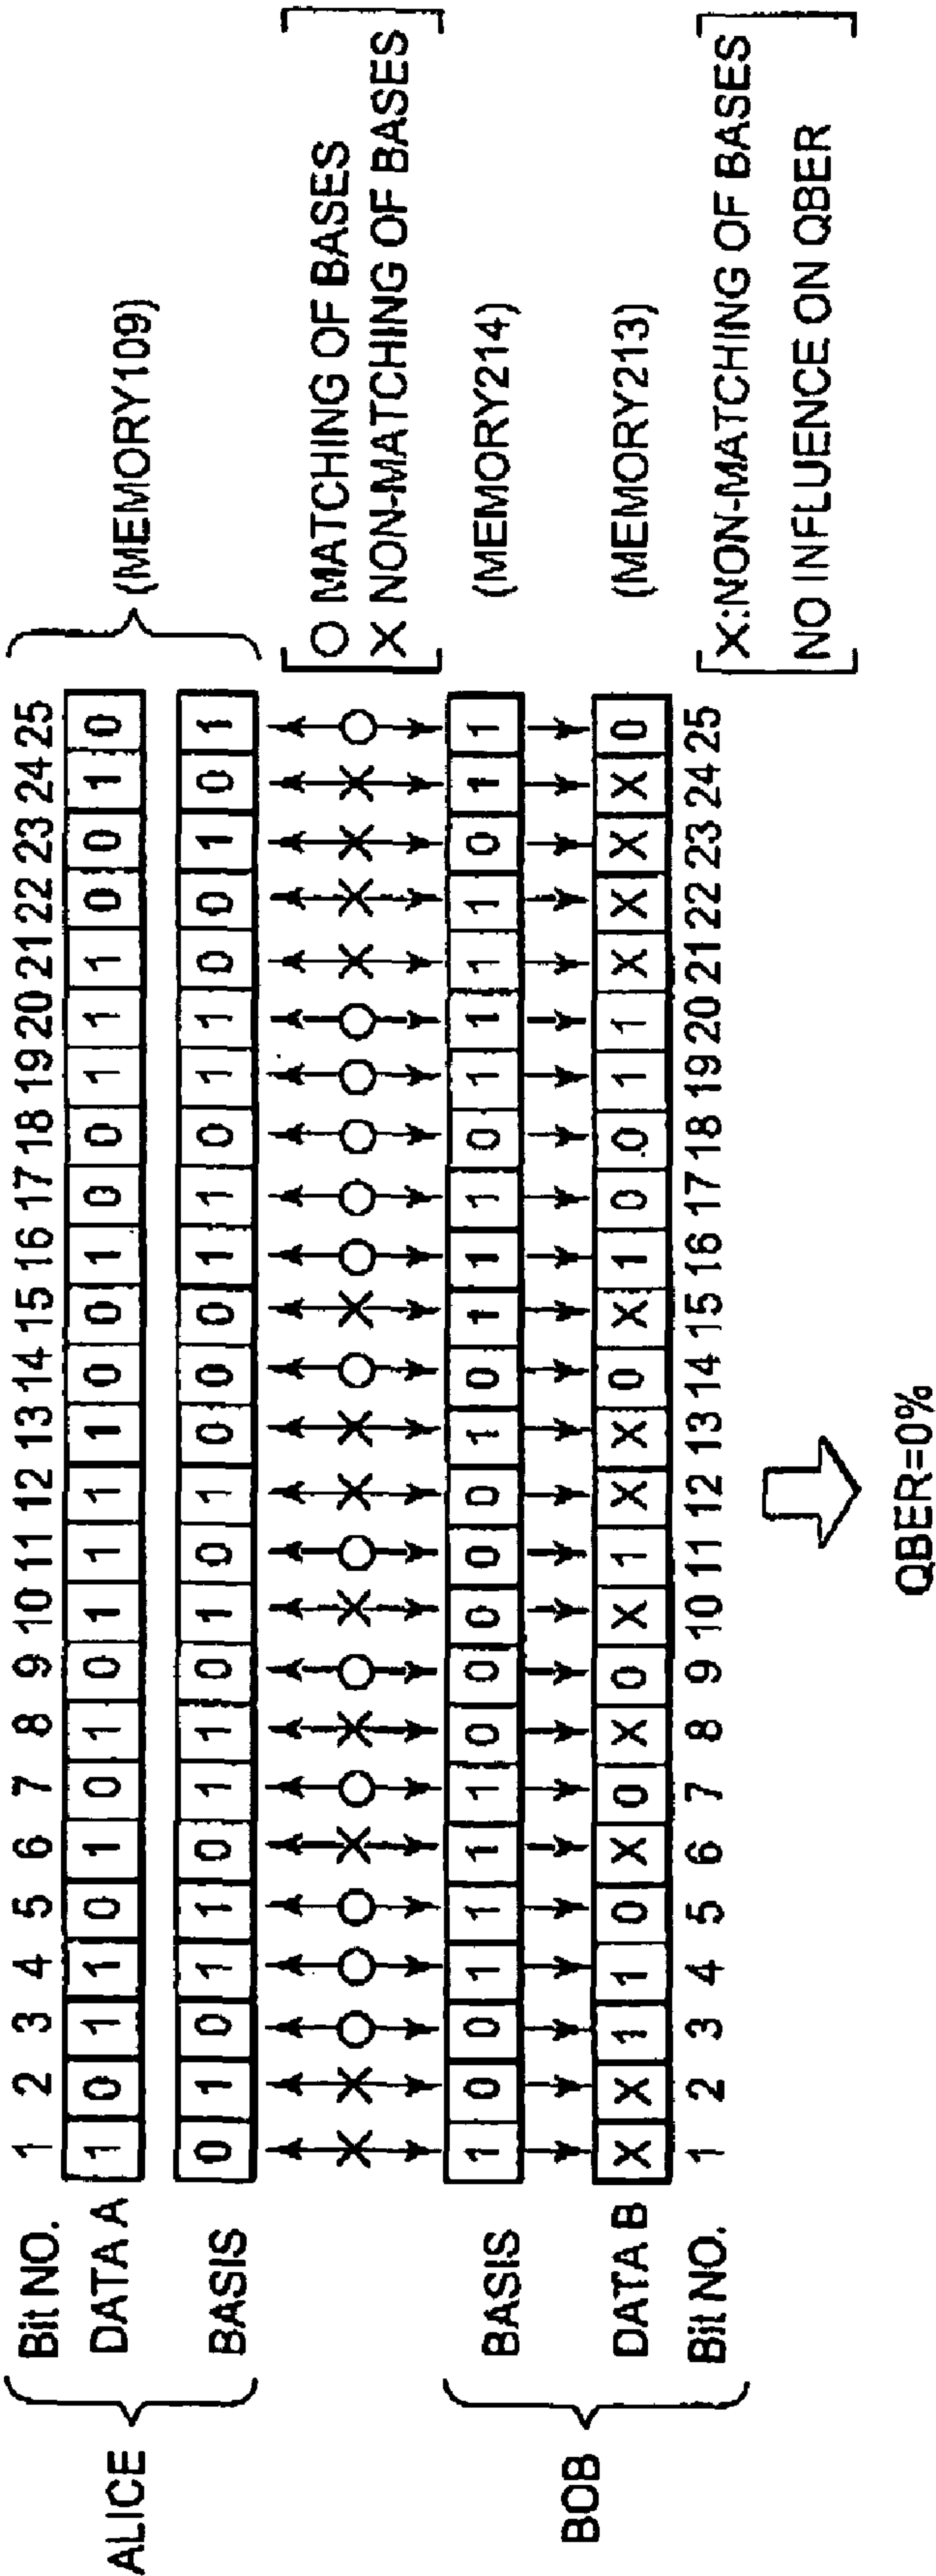 Bit NO. 1 2 3 4 5 6 7 8 9 10 11 12 13 14 15 16 17 18 19 20 21 22 23 24 25
ALICE
DATA A 1 0 1 1 0 1 0 1 0 1 1 1 1 0 0 1 0 0 1 1 1 0 0 1 0
(MEMORY109)
BASIS 0 1 0 1 1 0 1 1 0 1 0 1 0 0 0 1 1 0 1 1 0 0 1 0 1
X X O O O X O X O X O X X O X O O O O O X X X X O
O MATCHING OF BASES
X NON-MATCHING OF BASES
BOB
BASIS 1 0 0 1 1 1 1 0 0 0 0 0 1 0 1 1 1 0 1 1 1 1 0 1 1 (MEMORY214)
DATA B X X 1 1 0 X 0 X 0 X 1 X X 0 X 1 0 0 1 1 X X X X 0 (MEMORY213)
Bit NO. 1 2 3 4 5 6 7 8 9 10 11 12 13 14 15 16 17 18 19 20 21 22 23 24 25
X:NON-MATCHING OF BASES
NO INFLUENCE ON QBER
QBER=0%